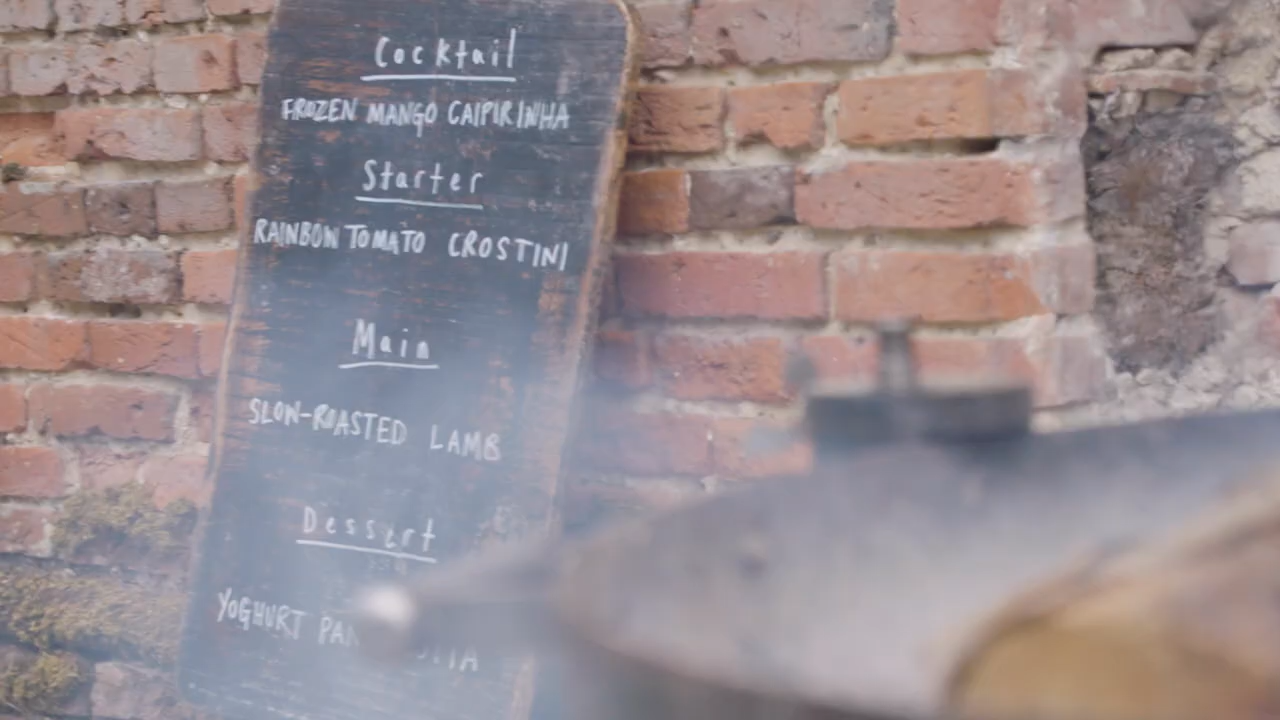 Cocktail
FROZEN MANGO CAIPIRINHA
Starter
RAINBOW TOMATO CROSTINI
Main
SLOW-ROASTED LAMB
Dessert
YOGHURT